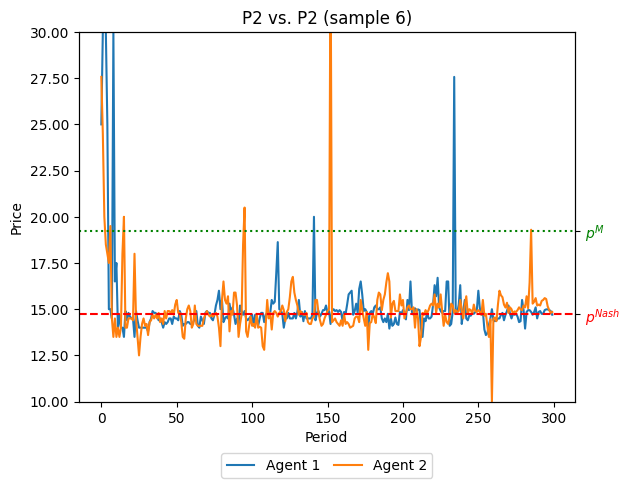 P2 vs. P2 (sample 6)
30.00
27.50
25.00
22.50
20.00
17.50
15.00
12.50
10.00
Price
p^M
p^Nash
0 50 100 150 200 250 300
Period
Agent 1 Agent 2